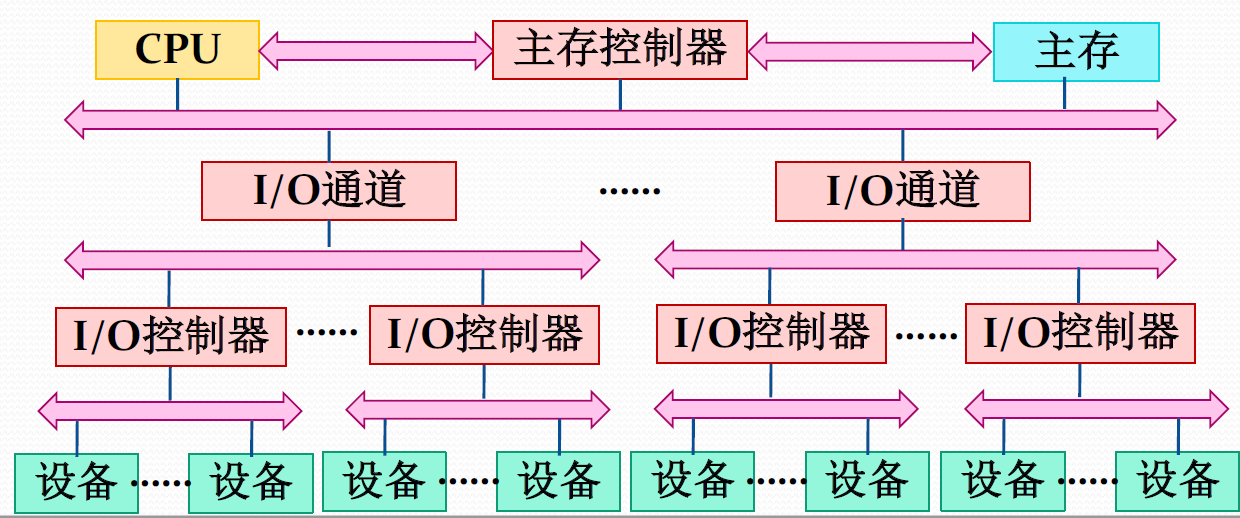 CPU 主存控制器 主存
I/O通道 ...... I/O通道
I/O控制器 ...... I/O控制器 I/O控制器 ...... I/O控制器
设备 ...... 设备 设备 ...... 设备 设备 ...... 设备 设备 ...... 设备